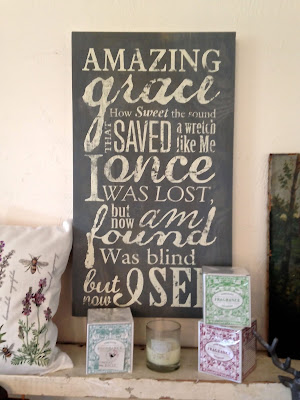 AMAZING
grace
How Sweet the sound
THAT SAVED a wretch
like Me
I once
WAS LOST,
but now am
found
Was blind
but now I SEE
FRAGRANCE